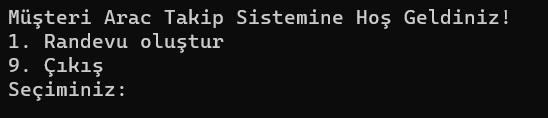 Müşteri Arac Takip Sistemine Hoş Geldiniz!
1. Randevu oluştur
9. Çıkış
Seçiminiz: